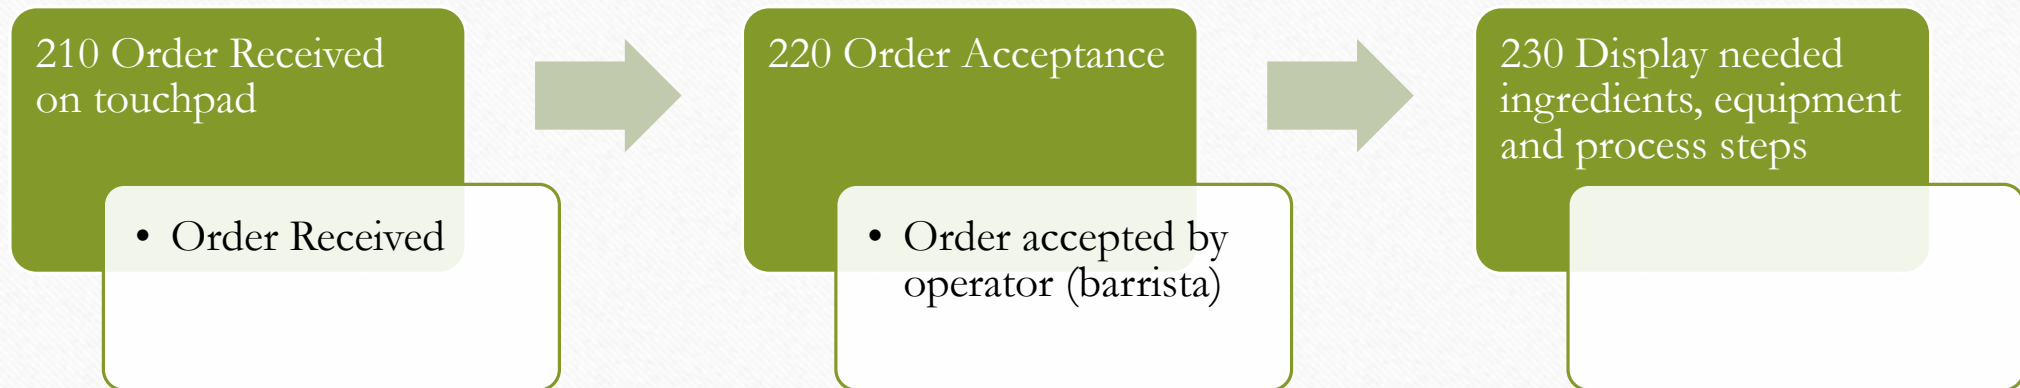 210 Order Received
on touchpad
• Order Received
220 Order Acceptance
• Order accepted by
operator (barrista)
230 Display needed
ingredients, equipment
and process steps